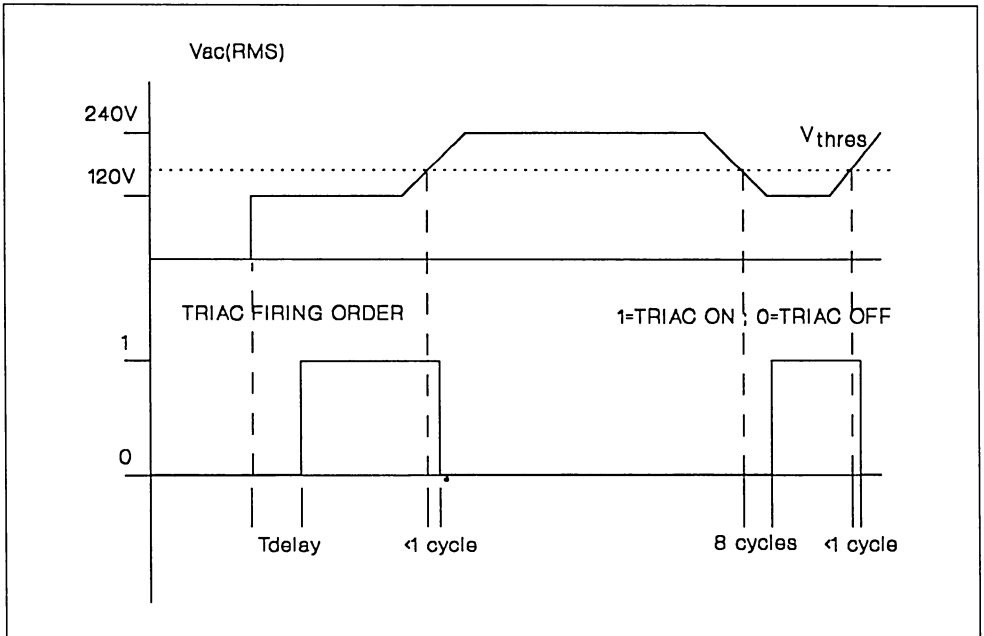 Vac(RMS)
240V
Vthres
120V
TRIAC FIRING ORDER
1=TRIAC ON ; 0=TRIAC OFF
1
0
Tdelay
<1 cycle
8 cycles
<1 cycle